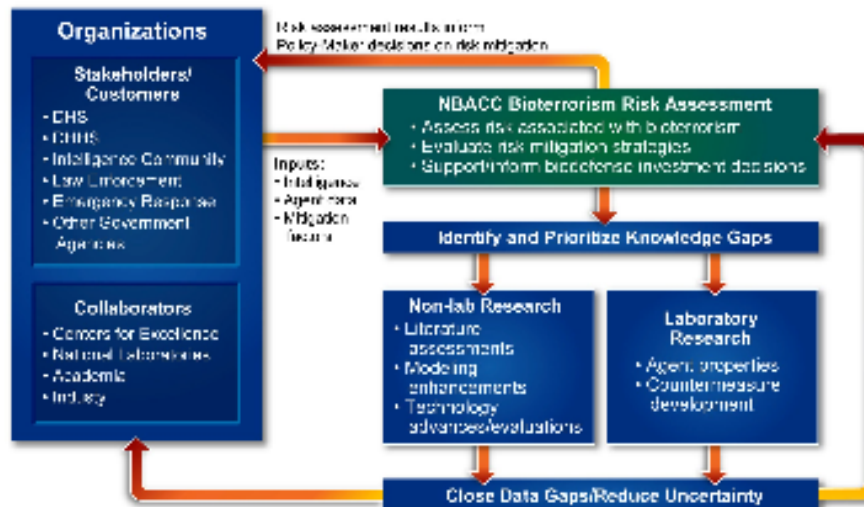 Organizations
Stakeholders/
Customers
• DHS
• DHHS
• Intelligence Community
• Law Enforcement
• Emergency Response
• Other Government
Agencies
Collaborators
• Centers for Excellence
• National Laboratories
• Academia
• Industry
Risk assessment results inform
Policy-Maker decisions on risk mitigation
Inputs:
• Intelligence
• Agent data
• Mitigation
factors
NBACC Bioterrorism Risk Assessment
• Assess risk associated with bioterrorism
• Evaluate risk mitigation strategies
• Support/inform biodefense investment decisions
Identify and Prioritize Knowledge Gaps
Non-lab Research
• Literature
assessments
• Modeling
enhancements
• Technology
advances/evaluations
Laboratory
Research
• Agent properties
• Countermeasure
development
Close Data Gaps/Reduce Uncertainty